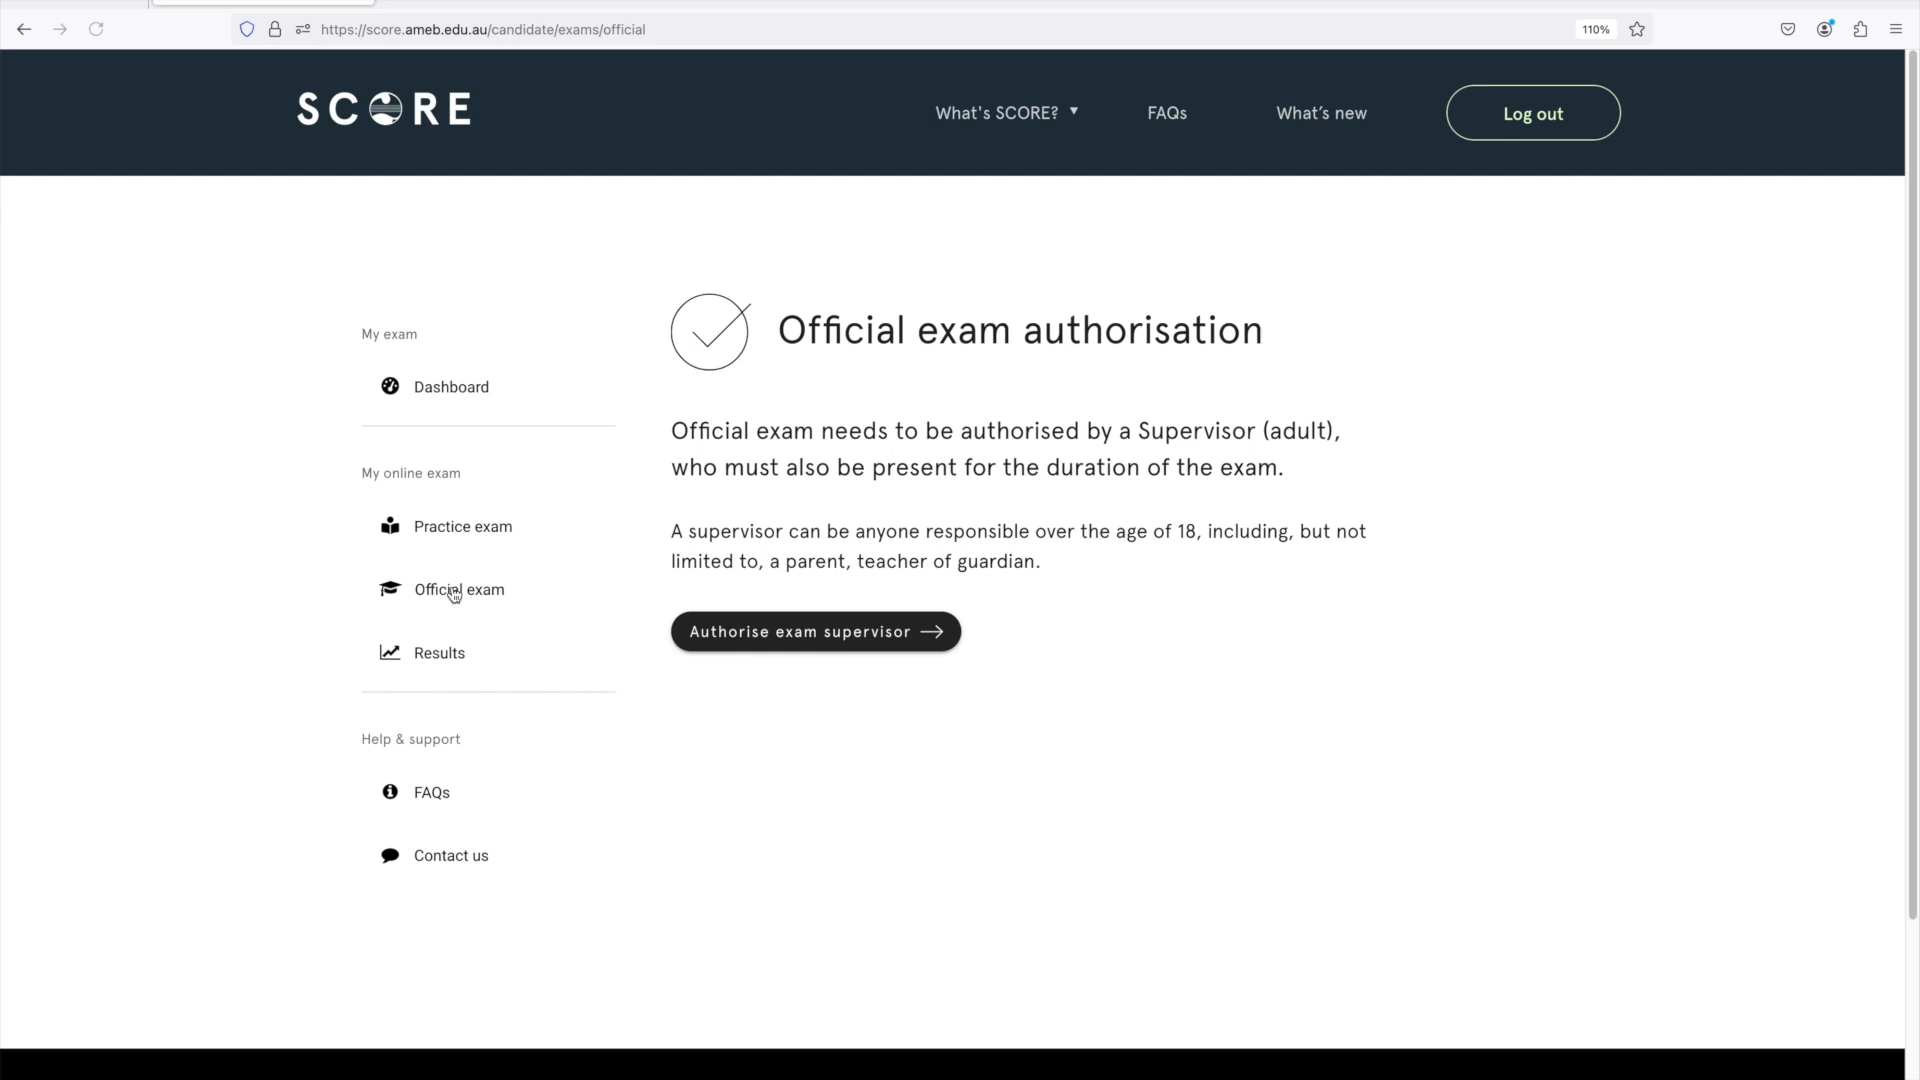 https://score.ameb.edu.au/candidate/exams/official
110%
SCORE
What's SCORE? ▼
FAQs
What's new
Log out
My exam
Dashboard
My online exam
Practice exam
Official exam
Results
Help & support
FAQs
Contact us
Official exam authorisation
Official exam needs to be authorised by a Supervisor (adult),
who must also be present for the duration of the exam.
A supervisor can be anyone responsible over the age of 18, including, but not
limited to, a parent, teacher of guardian.
Authorise exam supervisor →